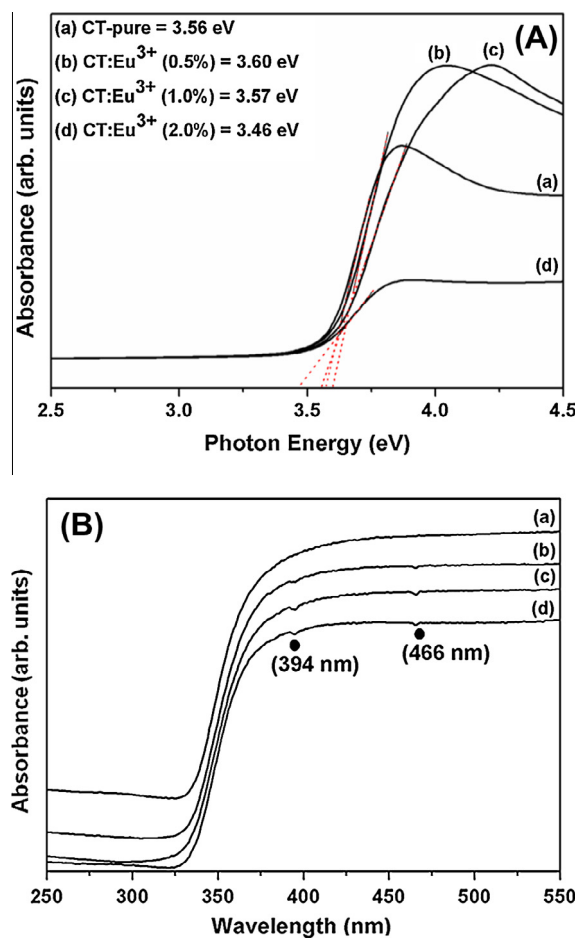 (A)
(a) CT-pure = 3.56 eV
(b) CT:Eu³⁺ (0.5%) = 3.60 eV
(c) CT:Eu³⁺ (1.0%) = 3.57 eV
(d) CT:Eu³⁺ (2.0%) = 3.46 eV
(b) (c)
(a)
(d)
Absorbance (arb. units)
2.5 3.0 3.5 4.0 4.5
Photon Energy (eV)
(B)
(a)
(b)
(c)
(d)
(394 nm) (466 nm)
Absorbance (arb. units)
250 300 350 400 450 500 550
Wavelength (nm)